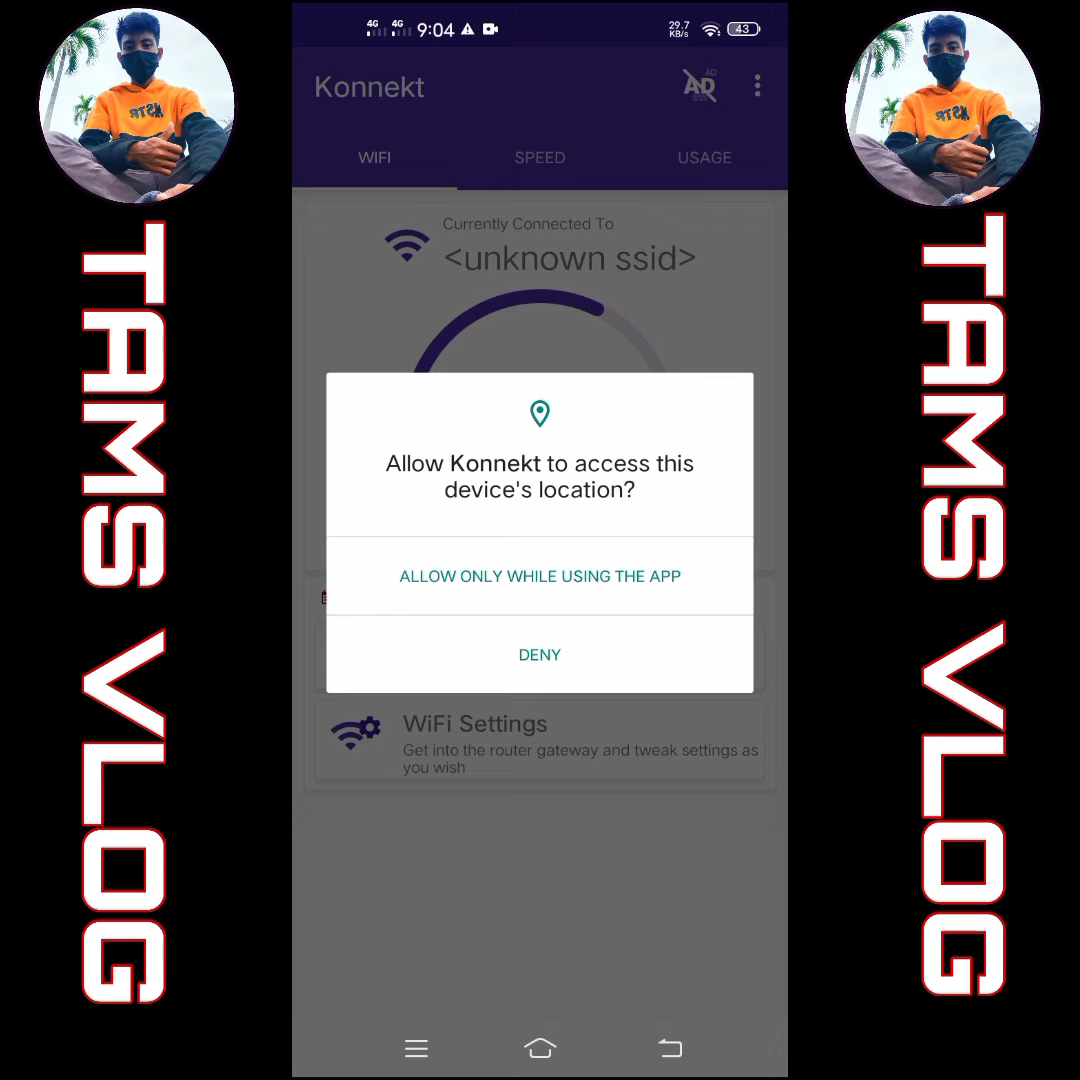 4G 4G 9:04 29.7 KB/s 43
Konnekt AD
WIFI SPEED USAGE
Currently Connected To
<unknown ssid>
Allow Konnekt to access this
device's location?
ALLOW ONLY WHILE USING THE APP
DENY
WiFi Settings
Get into the router gateway and tweak settings as
you wish
TAMS VLOG
TAMS VLOG